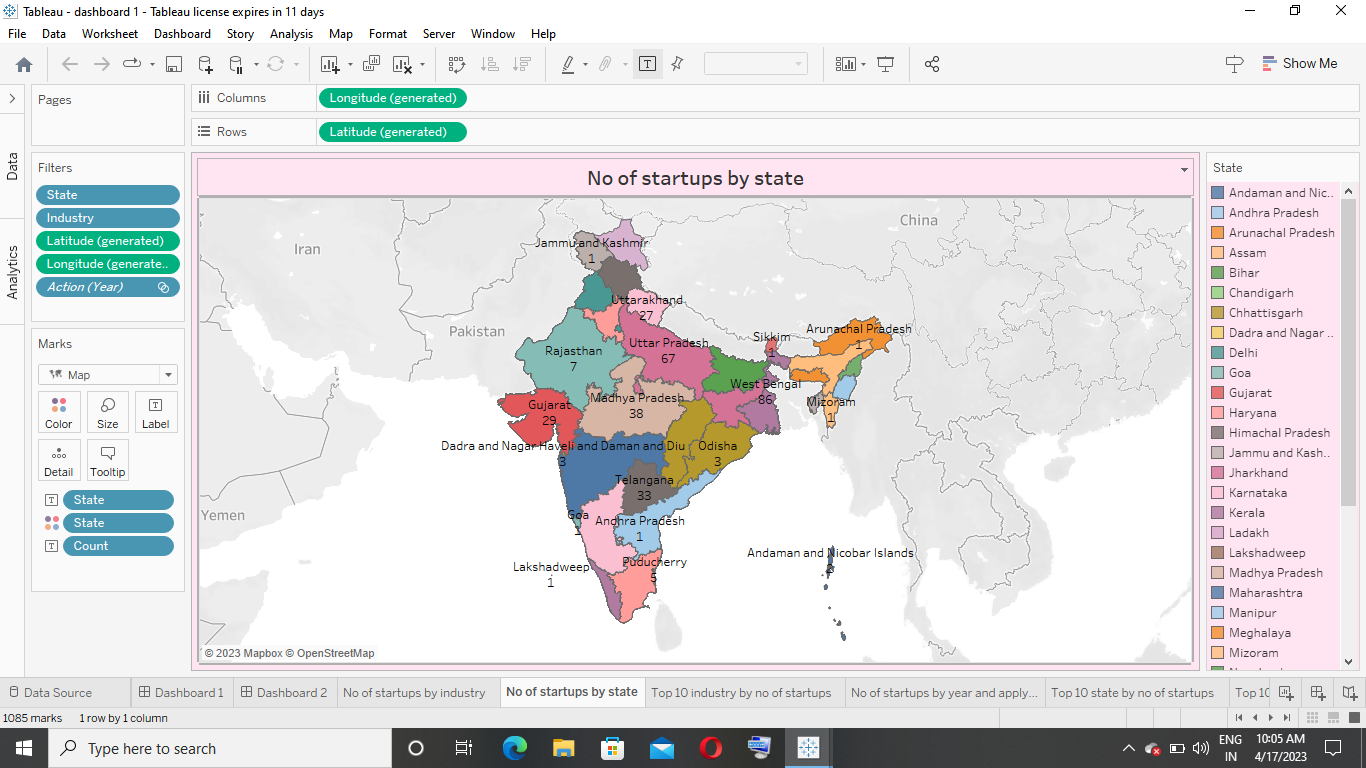 Tableau - dashboard 1 - Tableau license expires in 11 days
File Data Worksheet Dashboard Story Analysis Map Format Server Window Help
Show Me
Data
Analytics
Pages
Filters
State
Industry
Latitude (generated)
Longitude (generate..
Action (Year)
Marks
Map
Color Size Label
Detail Tooltip
State
State
Count
Columns Longitude (generated)
Rows Latitude (generated)
No of startups by state
China
Iran
Jammu and Kashmir
1
Uttarakhand
27
Pakistan
Arunachal Pradesh
1
Sikkim
1
Uttar Pradesh
67
Rajasthan
7
West Bengal
86
Madhya Pradesh
38
Mizoram
1
Gujarat
29
Dadra and Nagar Haveli and Daman and Diu
3
Odisha
3
Telangana
33
Yemen
Goa
1
Andhra Pradesh
1
Andaman and Nicobar Islands
2
Lakshadweep
1
Puducherry
5
© 2023 Mapbox © OpenStreetMap
State
Andaman and Nic..
Andhra Pradesh
Arunachal Pradesh
Assam
Bihar
Chandigarh
Chhattisgarh
Dadra and Nagar ..
Delhi
Goa
Gujarat
Haryana
Himachal Pradesh
Jammu and Kash..
Jharkhand
Karnataka
Kerala
Ladakh
Lakshadweep
Madhya Pradesh
Maharashtra
Manipur
Meghalaya
Mizoram
Data Source Dashboard 1 Dashboard 2 No of startups by industry No of startups by state Top 10 industry by no of startups No of startups by year and apply... Top 10 state by no of startups Top 10
1085 marks 1 row by 1 column
Type here to search
ENG
IN
10:05 AM
4/17/2023